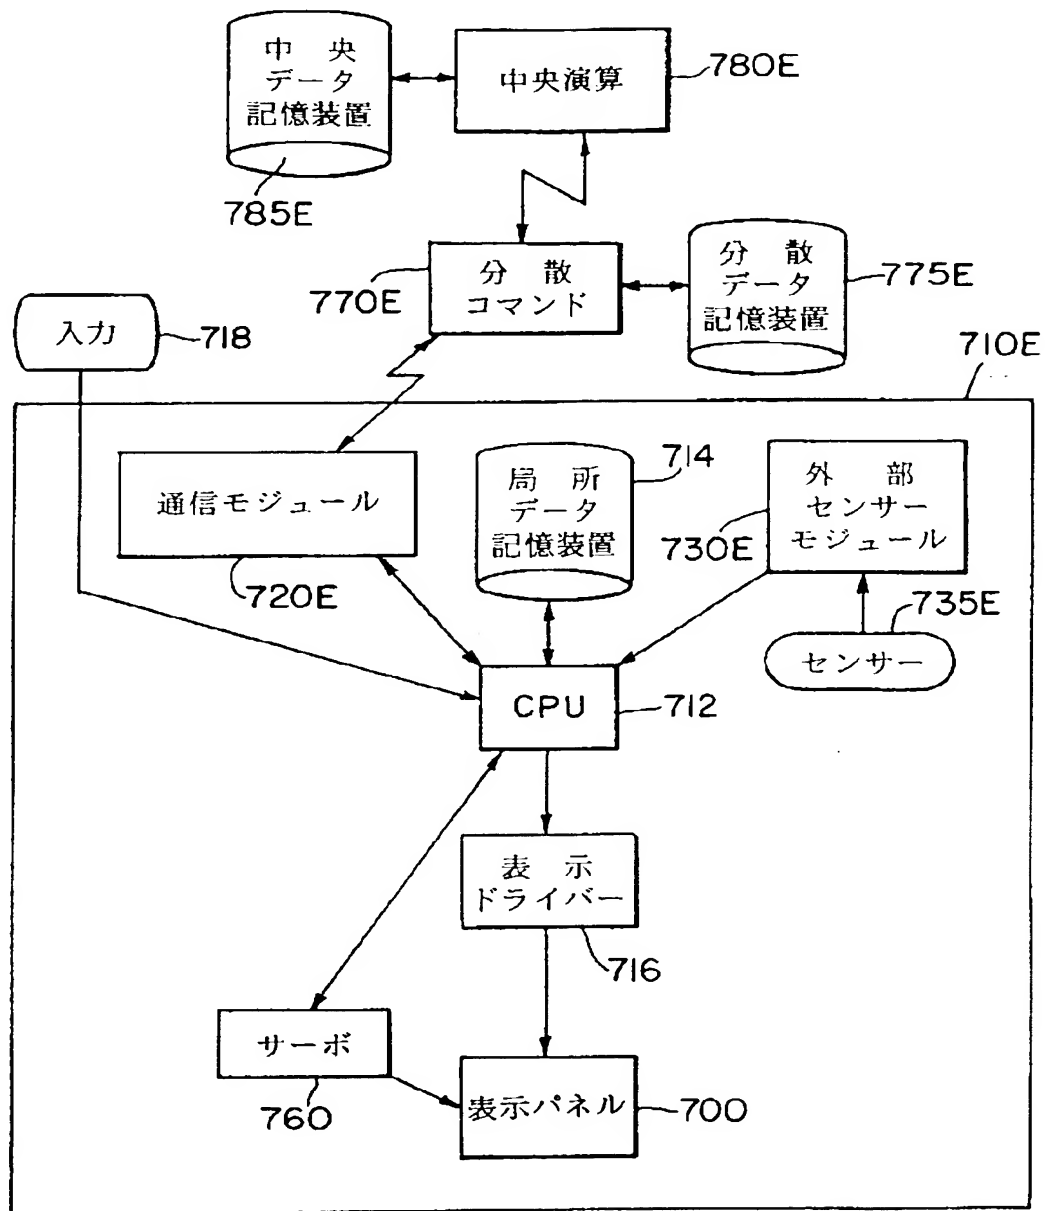 中央
データ
記憶装置
785E
中央演算
780E
分散
コマンド
770E
分散
データ
記憶装置
775E
入力
718
710E
通信モジュール
720E
局所
データ
記憶装置
714
外部
センサー
モジュール
730E
735E
センサー
CPU
712
表示
ドライバー
716
サーボ
760
表示パネル
700